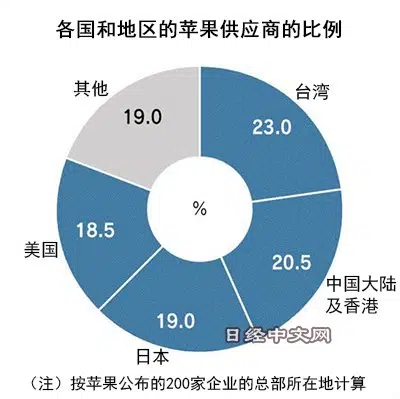 各国和地区的苹果供应商的比例
其他
19.0
台湾
23.0
%
美国
18.5
20.5
中国大陆
及香港
19.0
日经中文网
日本
（注）按苹果公布的200家企业的总部所在地计算